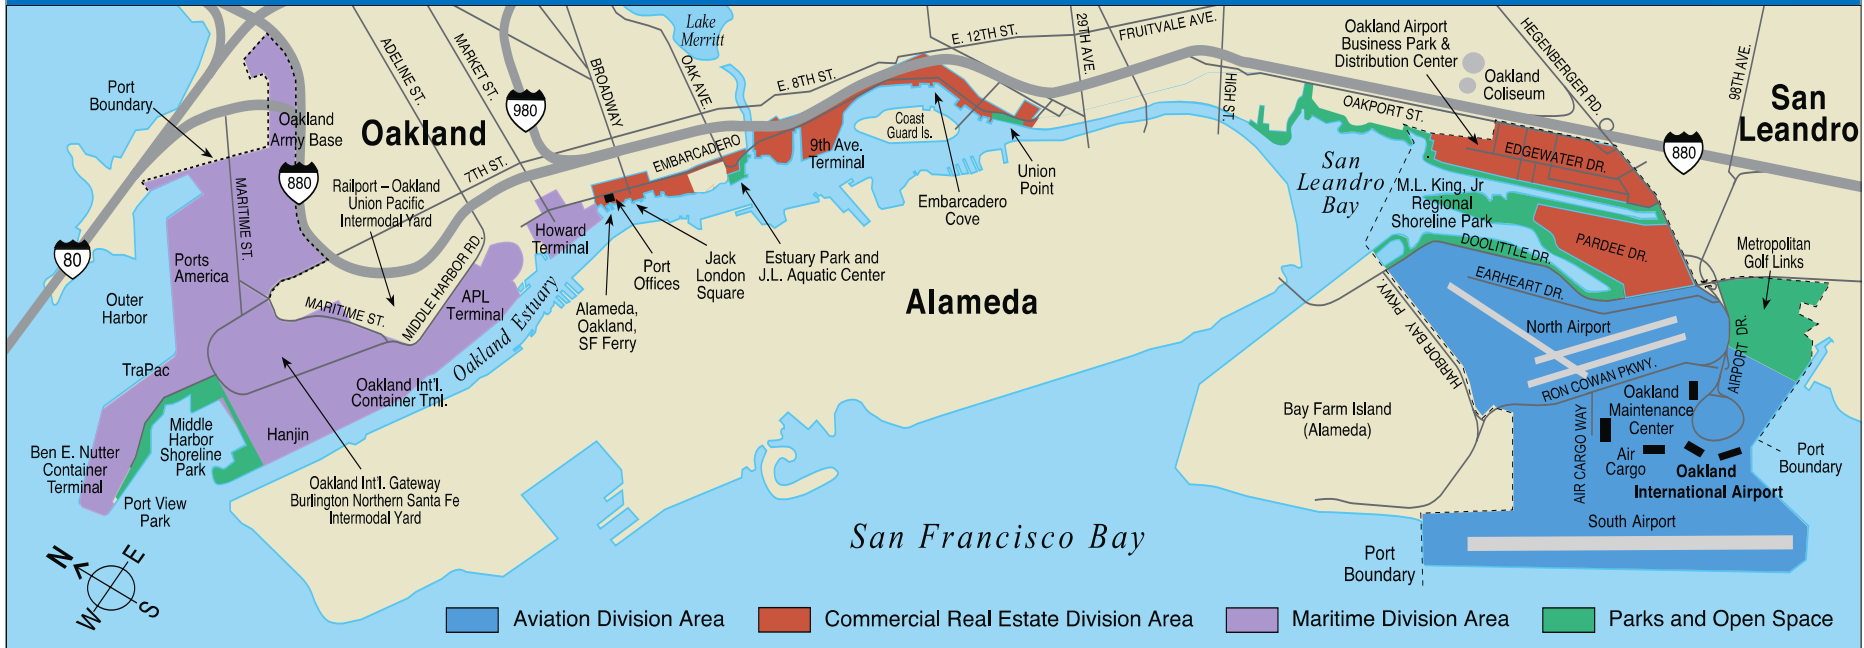 Port
Boundary
Oakland
Army Base
Oakland
ADELINE ST.
MARKET ST.
980
BROADWAY
OAK AVE.
Lake
Merritt
E. 12TH ST.
E. 8TH ST.
29TH AVE.
FRUITVALE AVE.
HIGH ST.
Oakland Airport
Business Park &
Distribution Center
Oakland
Coliseum
HEGENBERGER RD.
98TH AVE.
San
Leandro
880
OAKPORT ST.
EDGEWATER DR.
880
7TH ST.
EMBARCADERO
9th Ave.
Terminal
Coast
Guard Is.
Embarcadero
Cove
Union
Point
San
Leandro
Bay
M.L. King, Jr
Regional
Shoreline Park
DOOLITTLE DR.
PARDEE DR.
Metropolitan
Golf Links
EARHEART DR.
North Airport
HARBOR BAY PKWY
RON COWAN PKWY.
AIRPORT DR.
Oakland
Maintenance
Center
AIR CARGO WAY
Air
Cargo
Oakland
International Airport
South Airport
Port
Boundary
Port
Boundary
Bay Farm Island
(Alameda)
80
MARITIME ST.
Railport – Oakland
Union Pacific
Intermodal Yard
Ports
America
Outer
Harbor
MARITIME ST.
MIDDLE HARBOR RD.
APL
Terminal
Howard
Terminal
Oakland Estuary
Alameda,
Oakland,
SF Ferry
Port
Offices
Jack
London
Square
Estuary Park and
J.L. Aquatic Center
Alameda
TraPac
Oakland Int'l.
Container Tml.
Middle
Harbor
Shoreline
Park
Hanjin
Ben E. Nutter
Container
Terminal
Port View
Park
Oakland Int'l. Gateway
Burlington Northern Santa Fe
Intermodal Yard
San Francisco Bay
N
E
W
S
Aviation Division Area
Commercial Real Estate Division Area
Maritime Division Area
Parks and Open Space